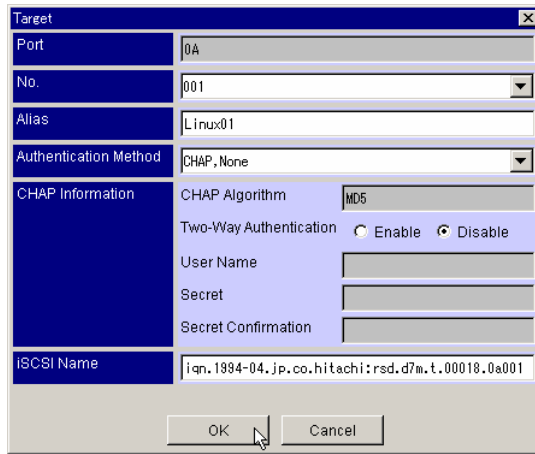 Target
Port
0A
No.
001
Alias
Linux01
Authentication Method
CHAP,None
CHAP Information
CHAP Algorithm
MD5
Two-Way Authentication
Enable
Disable
User Name
Secret
Secret Confirmation
iSCSI Name
iqn.1994-04.jp.co.hitachi:rsd.d7m.t.00018.0a001
OK
Cancel